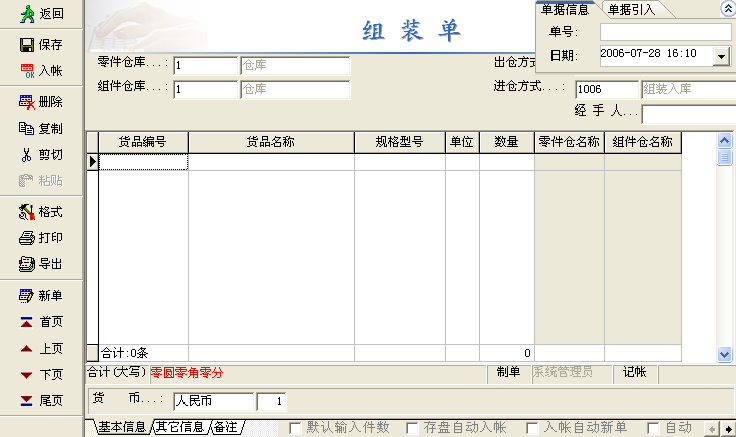 返回
保存
入帐
删除
复制
剪切
粘贴
格式
打印
导出
新单
首页
上页
下页
尾页
组 装 单
单据信息 单据引入
单号:
日期: 2006-07-28 16:10
零件仓库...: 1 仓库
出仓方式
组件仓库...: 1 仓库
进仓方式...: 1006 组装入库
经 手 人...
货品编号 货品名称 规格型号 单位 数量 零件仓名称 组件仓名称
合计:0条 0
合计(大写) 零圆零角零分 制单 系统管理员 记帐
货 币...: 人民币 1
基本信息 其它信息 备注 默认输入件数 存盘自动入帐 入帐自动新单 自动